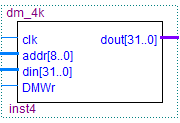 dm_4k
clk dout[31..0]
addr[8..0]
din[31..0]
DMWr
inst4